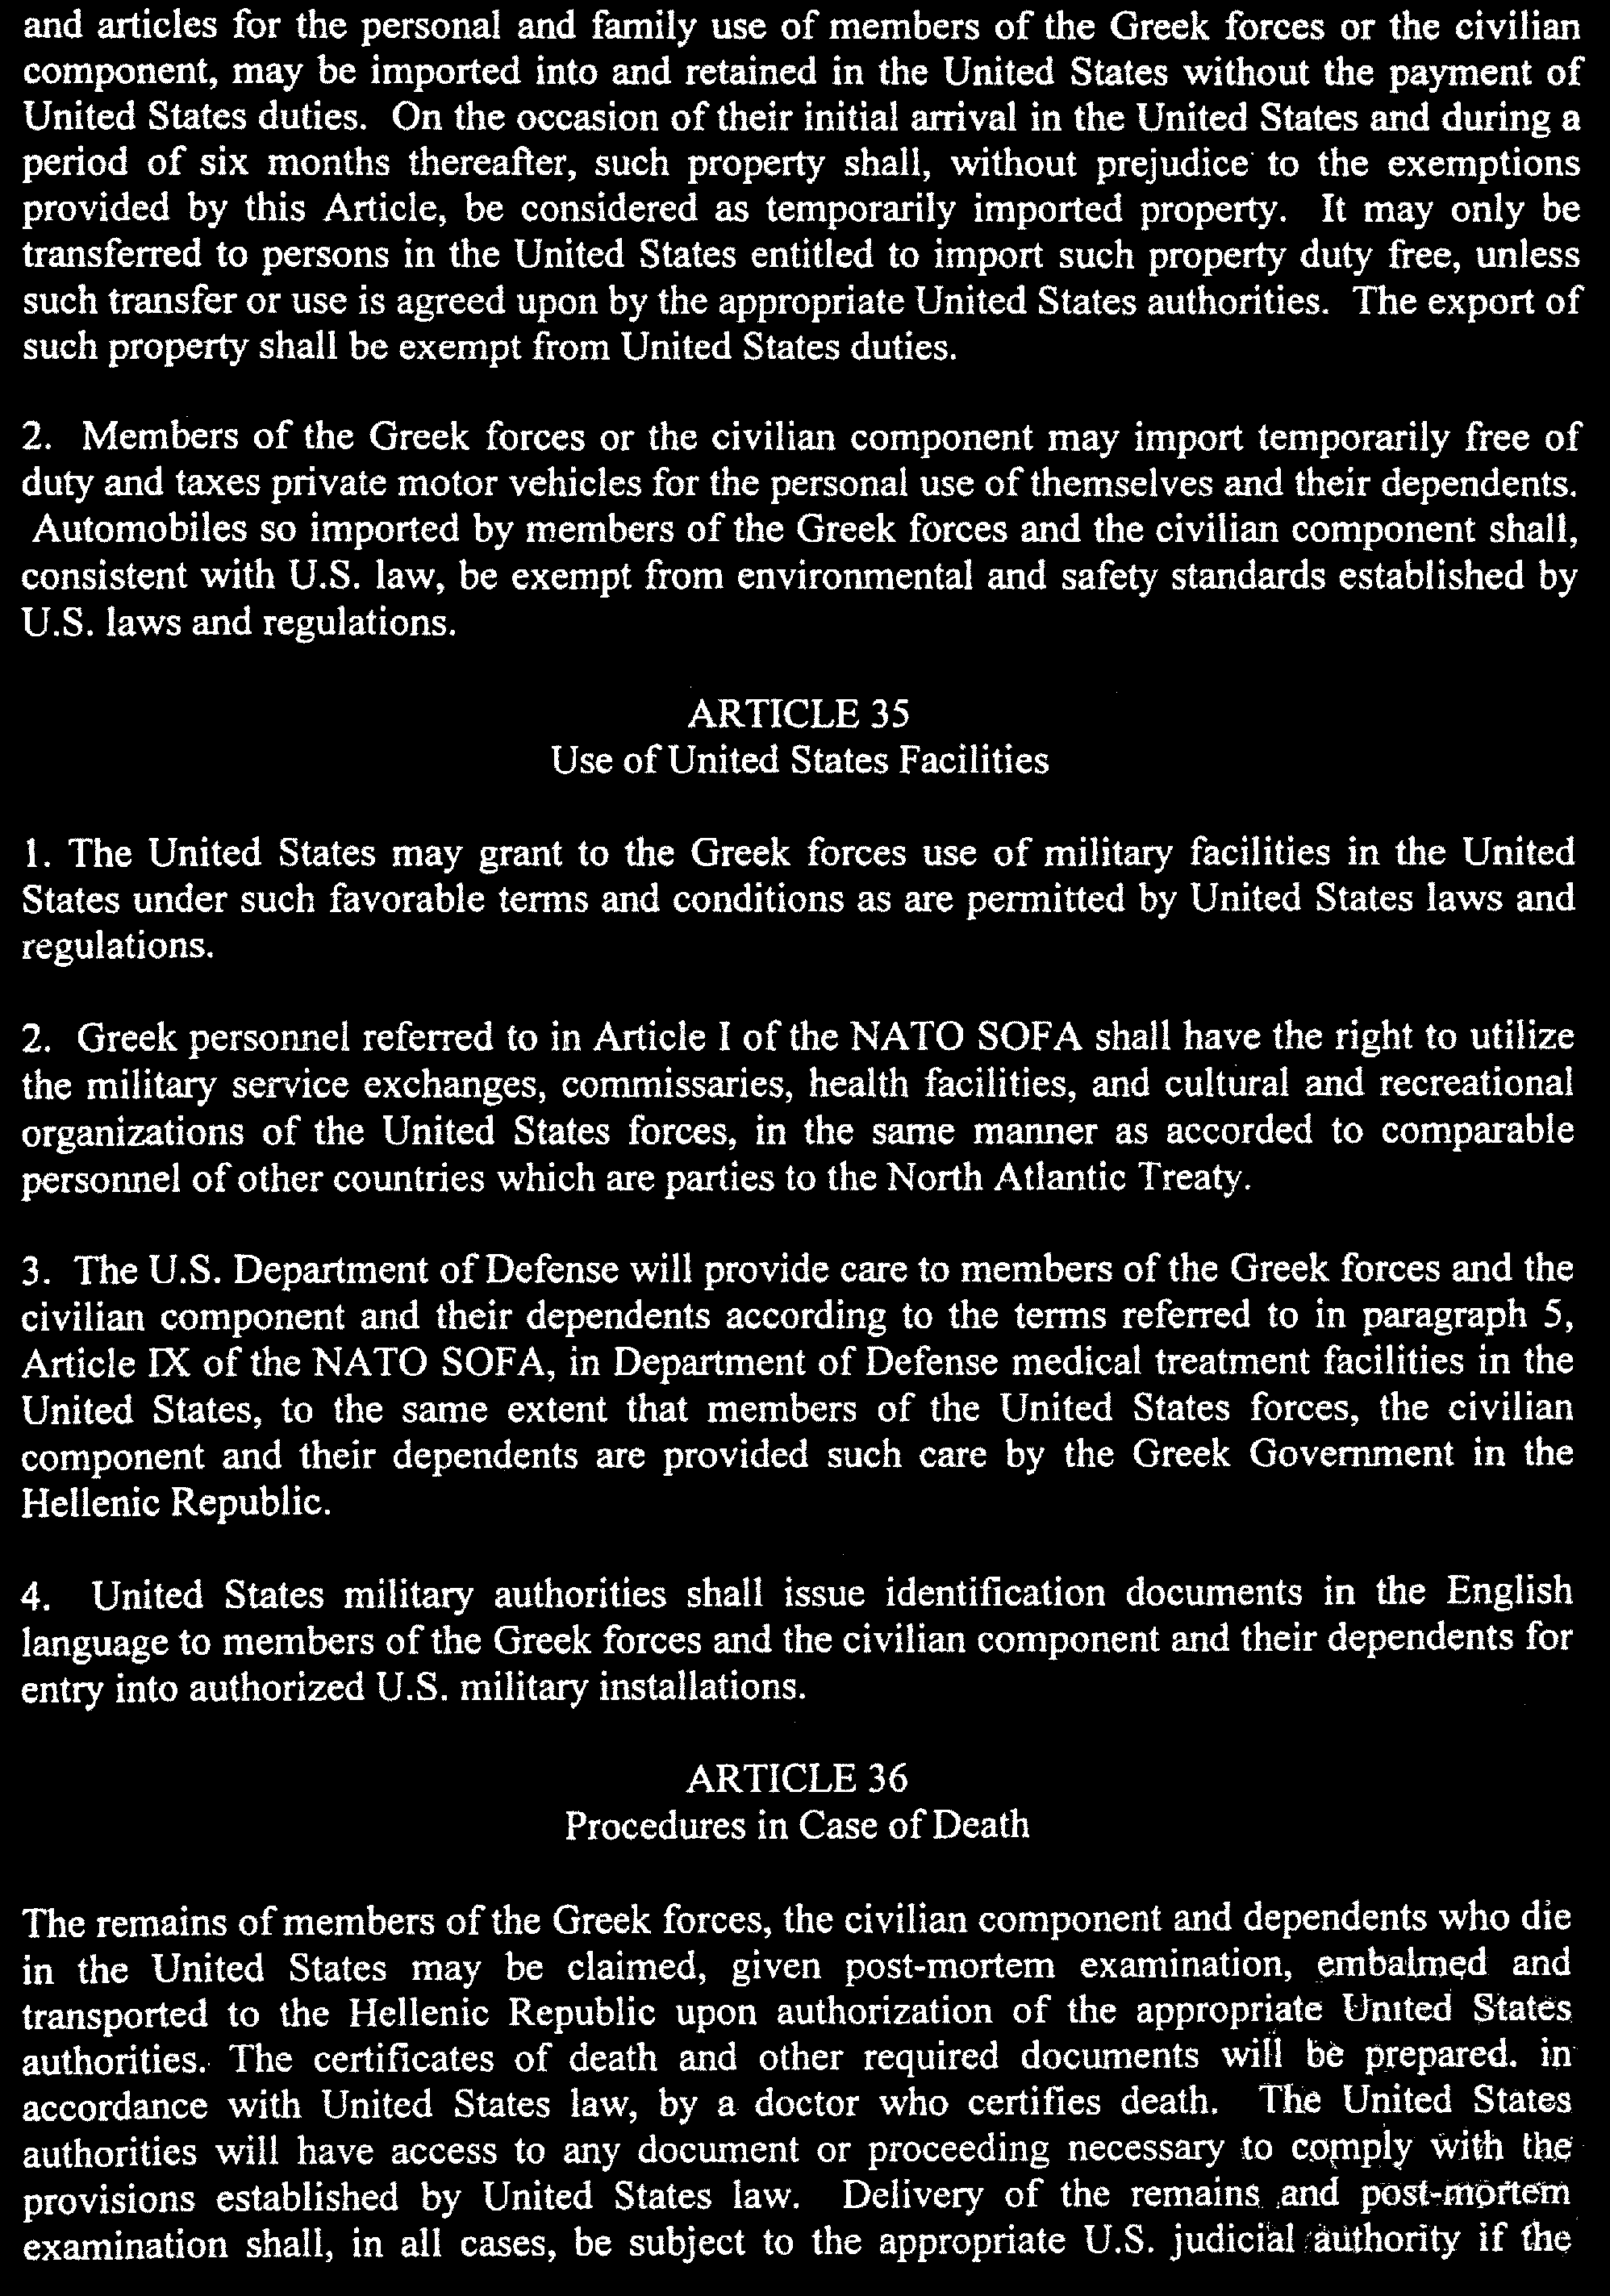 and articles for the personal and family use of members of the Greek forces or the civilian
component, may be imported into and retained in the United States without the payment of
United States duties. On the occasion of their initial arrival in the United States and during a
period of six months thereafter, such property shall, without prejudice to the exemptions
provided by this Article, be considered as temporarily imported property. It may only be
transferred to persons in the United States entitled to import such property duty free, unless
such transfer or use is agreed upon by the appropriate United States authorities. The export of
such property shall be exempt from United States duties.
2. Members of the Greek forces or the civilian component may import temporarily free of
duty and taxes private motor vehicles for the personal use of themselves and their dependents.
Automobiles so imported by members of the Greek forces and the civilian component shall,
consistent with U.S. law, be exempt from environmental and safety standards established by
U.S. laws and regulations.
ARTICLE 35
Use of United States Facilities
1. The United States may grant to the Greek forces use of military facilities in the United
States under such favorable terms and conditions as are permitted by United States laws and
regulations.
2. Greek personnel referred to in Article I of the NATO SOFA shall have the right to utilize
the military service exchanges, commissaries, health facilities, and cultural and recreational
organizations of the United States forces, in the same manner as accorded to comparable
personnel of other countries which are parties to the North Atlantic Treaty.
3. The U.S. Department of Defense will provide care to members of the Greek forces and the
civilian component and their dependents according to the terms referred to in paragraph 5,
Article IX of the NATO SOFA, in Department of Defense medical treatment facilities in the
United States, to the same extent that members of the United States forces, the civilian
component and their dependents are provided such care by the Greek Government in the
Hellenic Republic.
4. United States military authorities shall issue identification documents in the English
language to members of the Greek forces and the civilian component and their dependents for
entry into authorized U.S. military installations.
ARTICLE 36
Procedures in Case of Death
The remains of members of the Greek forces, the civilian component and dependents who die
in the United States may be claimed, given post-mortem examination, embalmed and
transported to the Hellenic Republic upon authorization of the appropriate United States
authorities. The certificates of death and other required documents will be prepared. in
accordance with United States law, by a doctor who certifies death. The United States
authorities will have access to any document or proceeding necessary to comply with the
provisions established by United States law. Delivery of the remains and post-mortem
examination shall, in all cases, be subject to the appropriate U.S. judicial authority if the